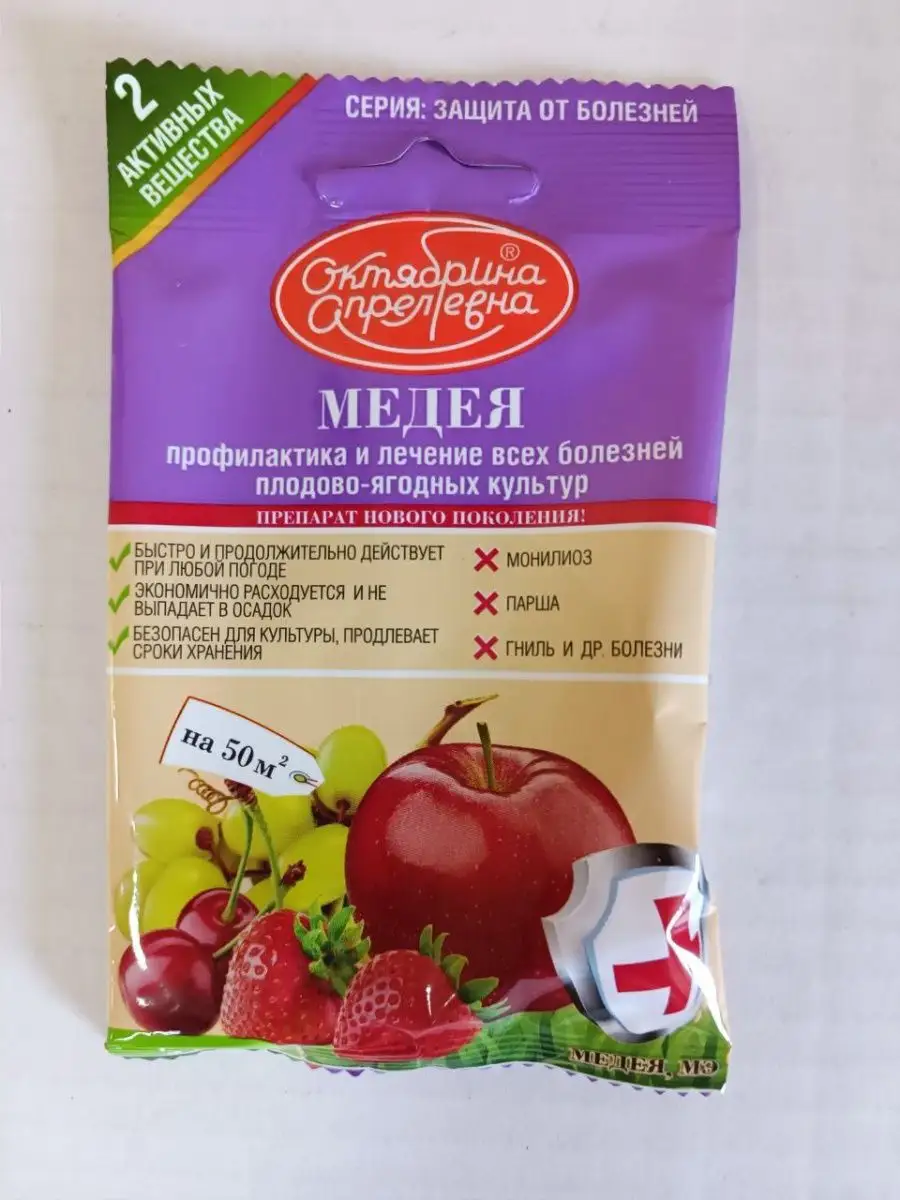 2
АКТИВНЫХ
ВЕЩЕСТВА
СЕРИЯ: ЗАЩИТА ОТ БОЛЕЗНЕЙ
Октябрина
Апрелевна
®
МЕДЕЯ
профилактика и лечение всех болезней
плодово-ягодных культур
ПРЕПАРАТ НОВОГО ПОКОЛЕНИЯ!
БЫСТРО И ПРОДОЛЖИТЕЛЬНО ДЕЙСТВУЕТ
ПРИ ЛЮБОЙ ПОГОДЕ
ЭКОНОМИЧНО РАСХОДУЕТСЯ И НЕ
ВЫПАДАЕТ В ОСАДОК
БЕЗОПАСЕН ДЛЯ КУЛЬТУРЫ, ПРОДЛЕВАЕТ
СРОКИ ХРАНЕНИЯ
МОНИЛИОЗ
ПАРША
ГНИЛЬ И ДР. БОЛЕЗНИ
на 50 м²
МЕДЕЯ, МЭ